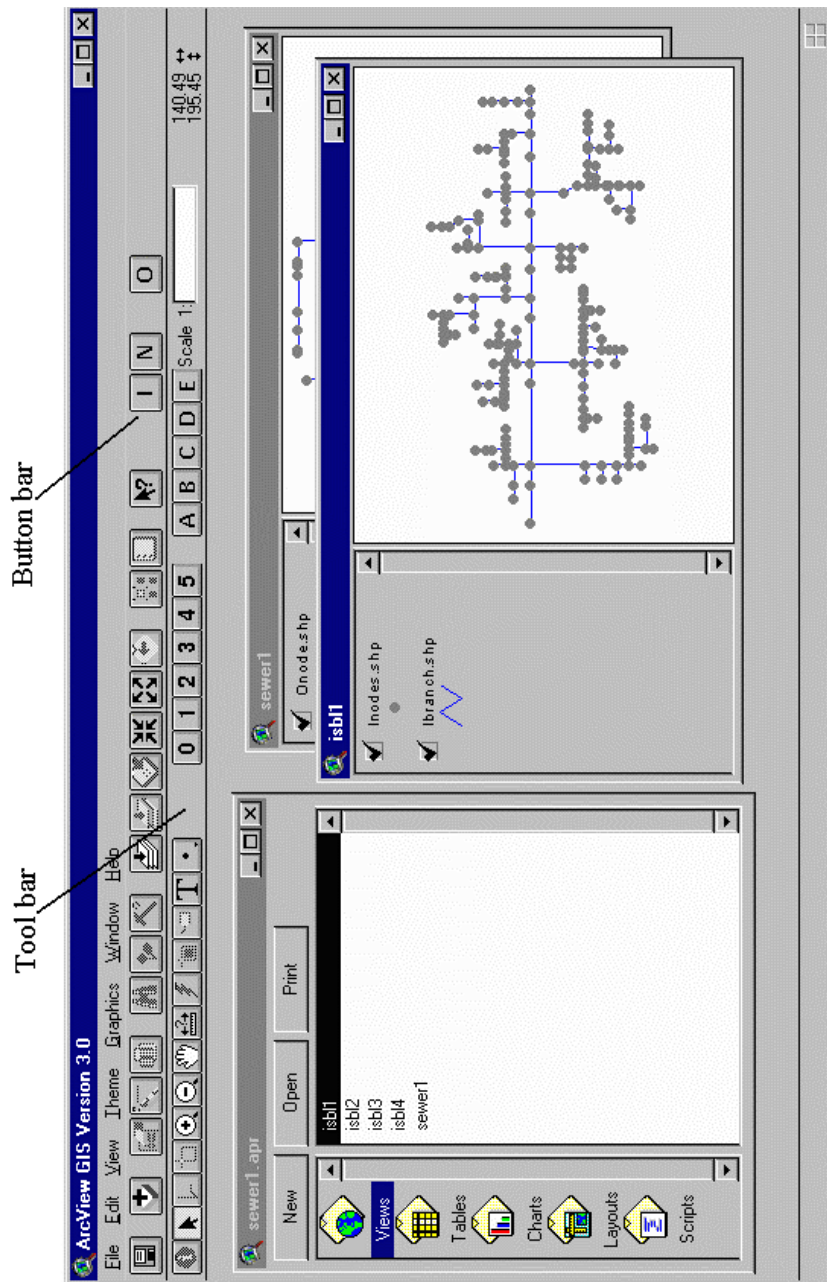 Tool bar
Button bar
ArcView GIS Version 3.0
File Edit View Theme Graphics Window Help
I N O
0 1 2 3 4 5 A B C D E Scale 1: 140.49
195.45
T
sewer1.apr
New Open Print
Views
Tables
Charts
Layouts
Scripts
isbl1
isbl2
isbl3
isbl4
sewer1
sewer1
Onode.shp
isbl1
Inodes.shp
Ibranch.shp